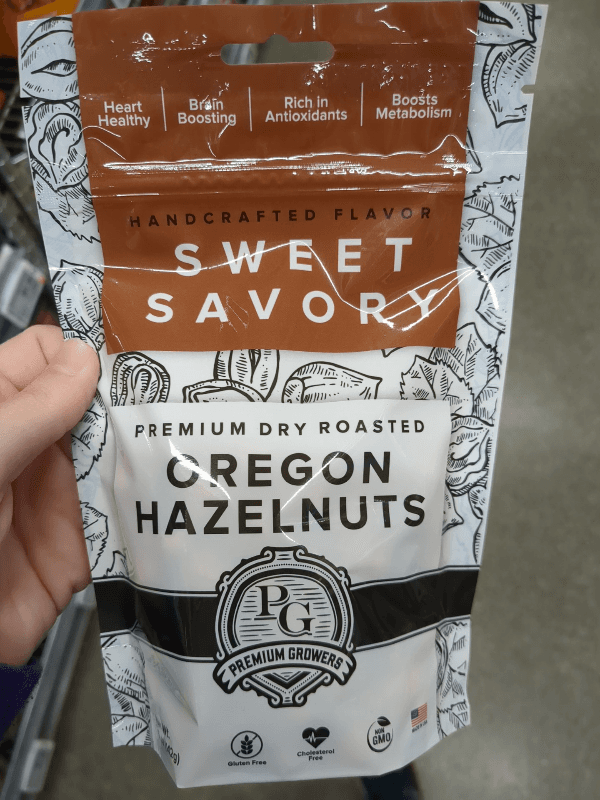 Heart Healthy
Brain Boosting
Rich in Antioxidants
Boosts Metabolism
HANDCRAFTED FLAVOR
SWEET
SAVORY
PREMIUM DRY ROASTED
OREGON
HAZELNUTS
PG
PREMIUM GROWERS
Gluten Free
Cholesterol
Free
NON
GMO